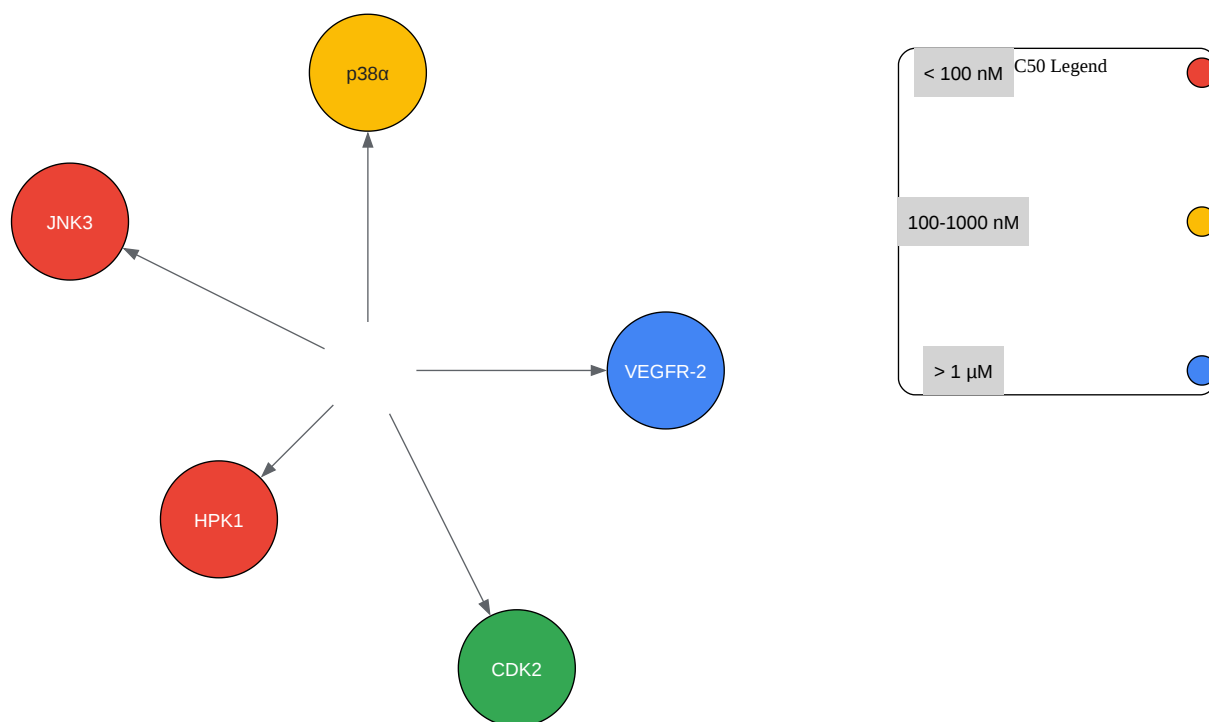 p38α
< 100 nM
C50 Legend
JNK3
100-1000 nM
VEGFR-2
> 1 µM
HPK1
CDK2